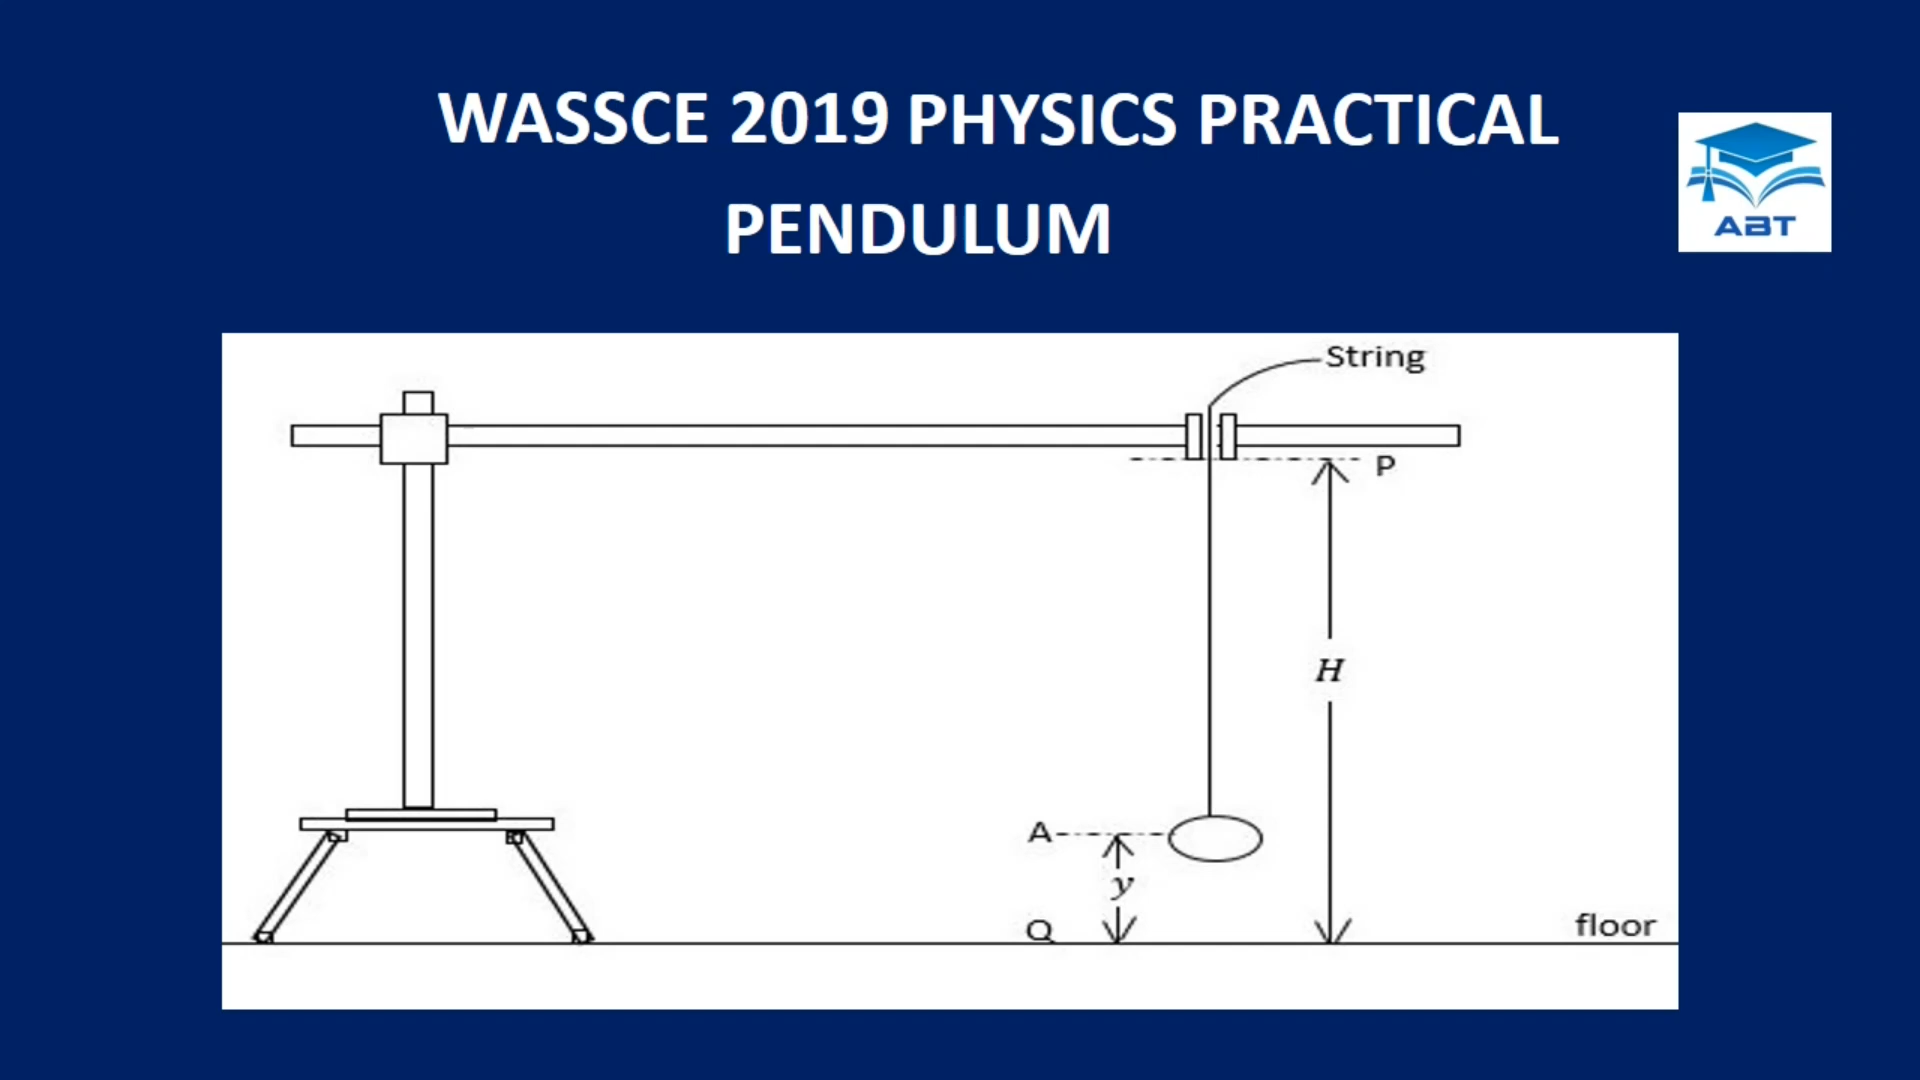 WASSCE 2019 PHYSICS PRACTICAL
PENDULUM
ABT
String
P
H
A
y
Q
floor